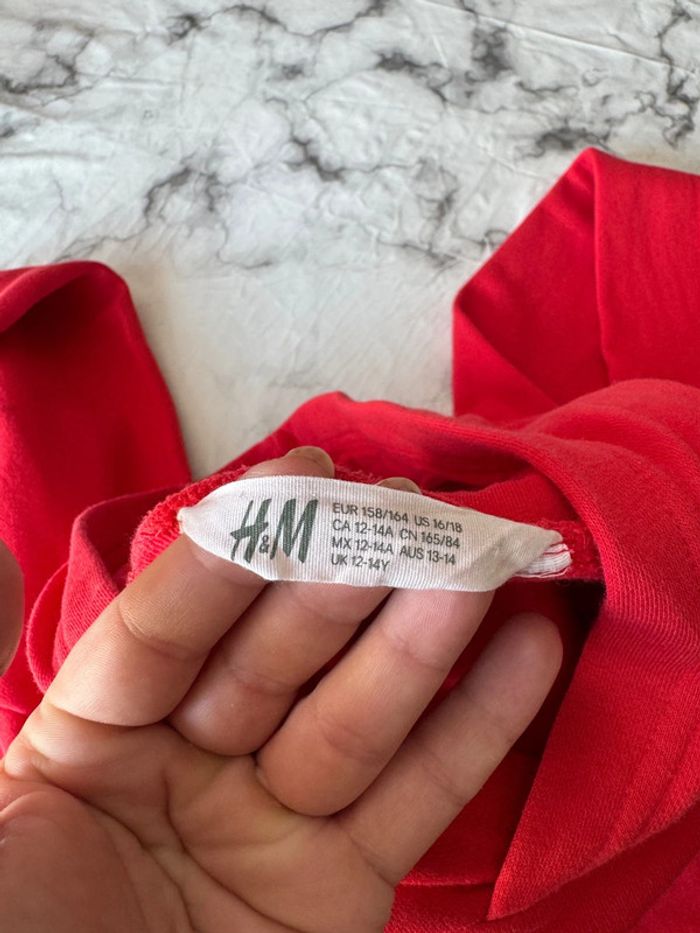 H&M
EUR 158/164 US 16/18
CA 12-14A CN 165/84
MX 12-14A AUS 13-14
UK 12-14Y